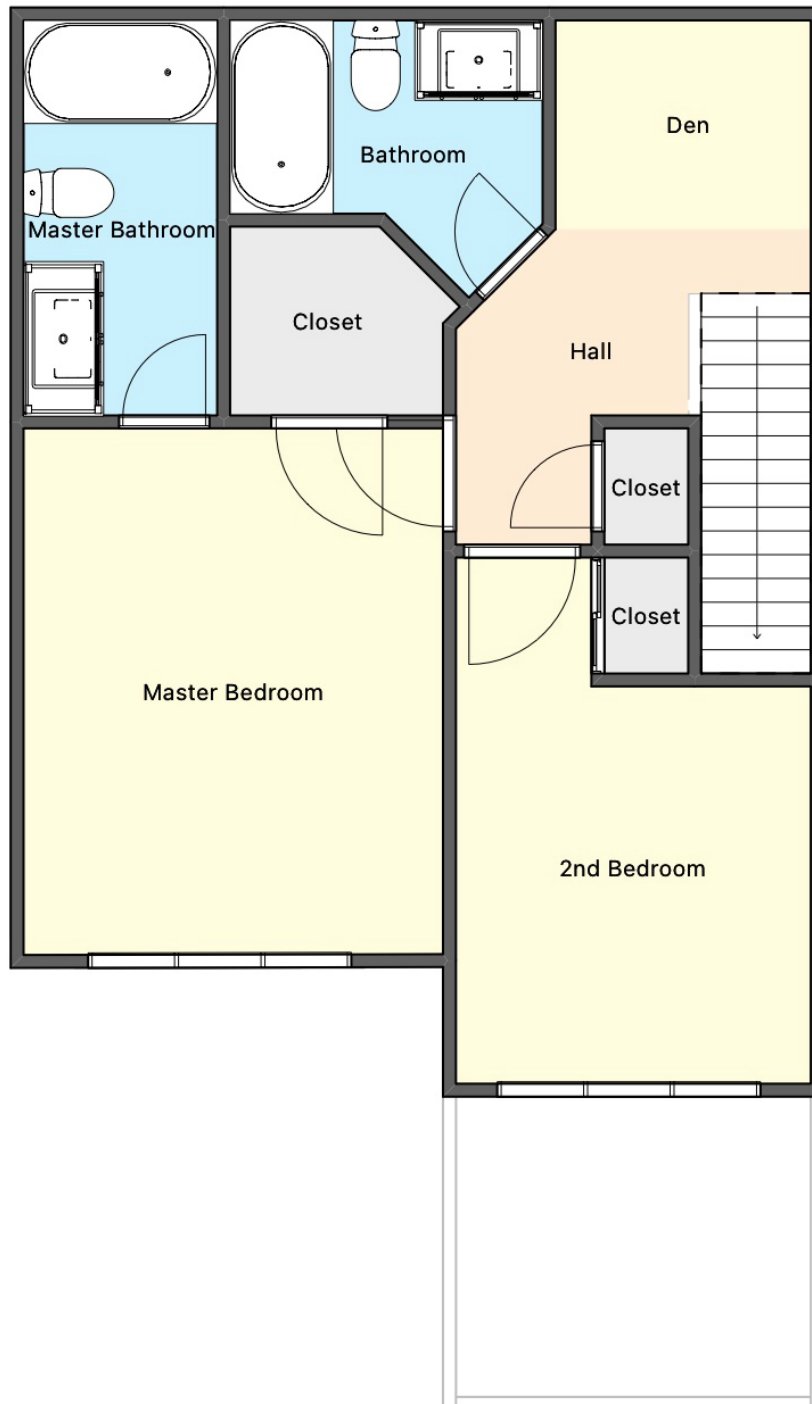 Den
Bathroom
Master Bathroom
Closet
Hall
Closet
Closet
Master Bedroom
2nd Bedroom